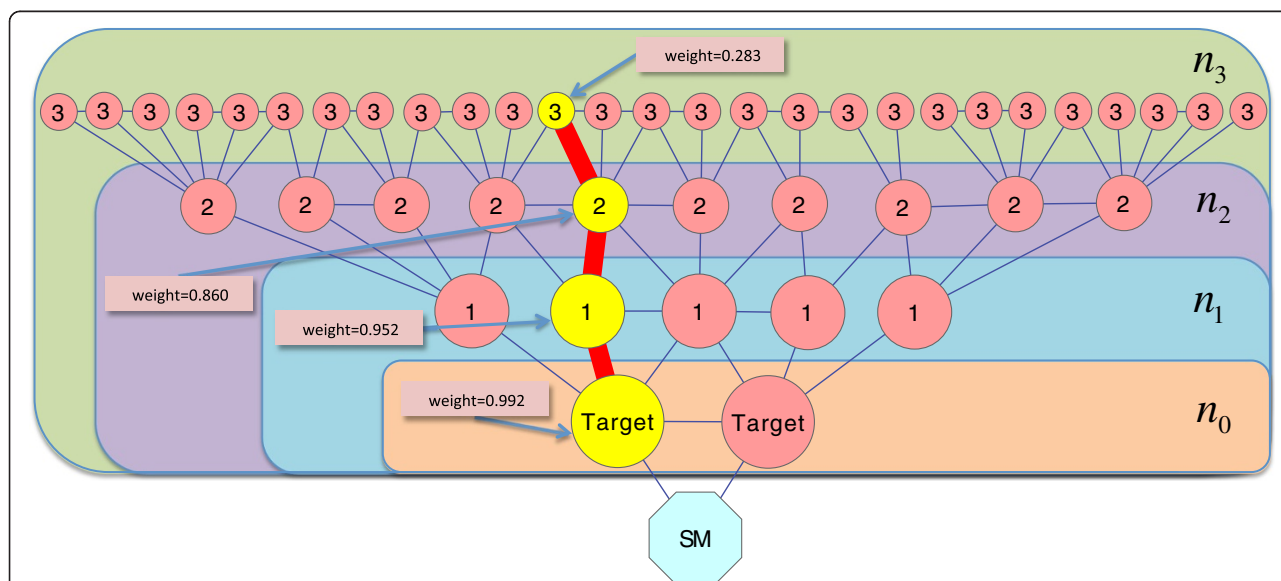 weight=0.283
n3
3 3 3 3 3 3 3 3 3 3 3 3 3 3 3 3 3 3 3 3 3 3 3 3 3 3 3
2 2 2 2 2 2 2 2 2 2 n2
weight=0.860
1 1 1 1 1 n1
weight=0.952
weight=0.992
Target Target n0
SM